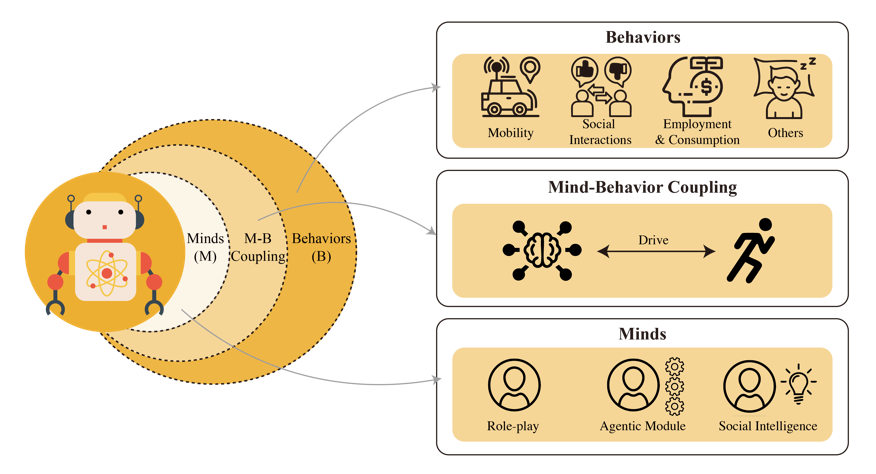 Minds
(M)
M-B
Coupling
Behaviors
(B)
Behaviors
Mobility
Social
Interactions
Employment
& Consumption
z z
Others
Mind-Behavior Coupling
Drive
Minds
Role-play
Agentic Module
Social Intelligence